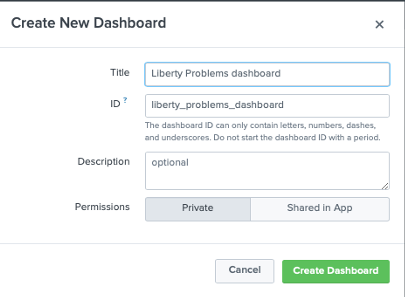 Create New Dashboard ×
Title Liberty Problems dashboard
ID ? liberty_problems_dashboard
The dashboard ID can only contain letters, numbers, dashes,
and underscores. Do not start the dashboard ID with a period.
Description optional
Permissions Private Shared in App
Cancel Create Dashboard